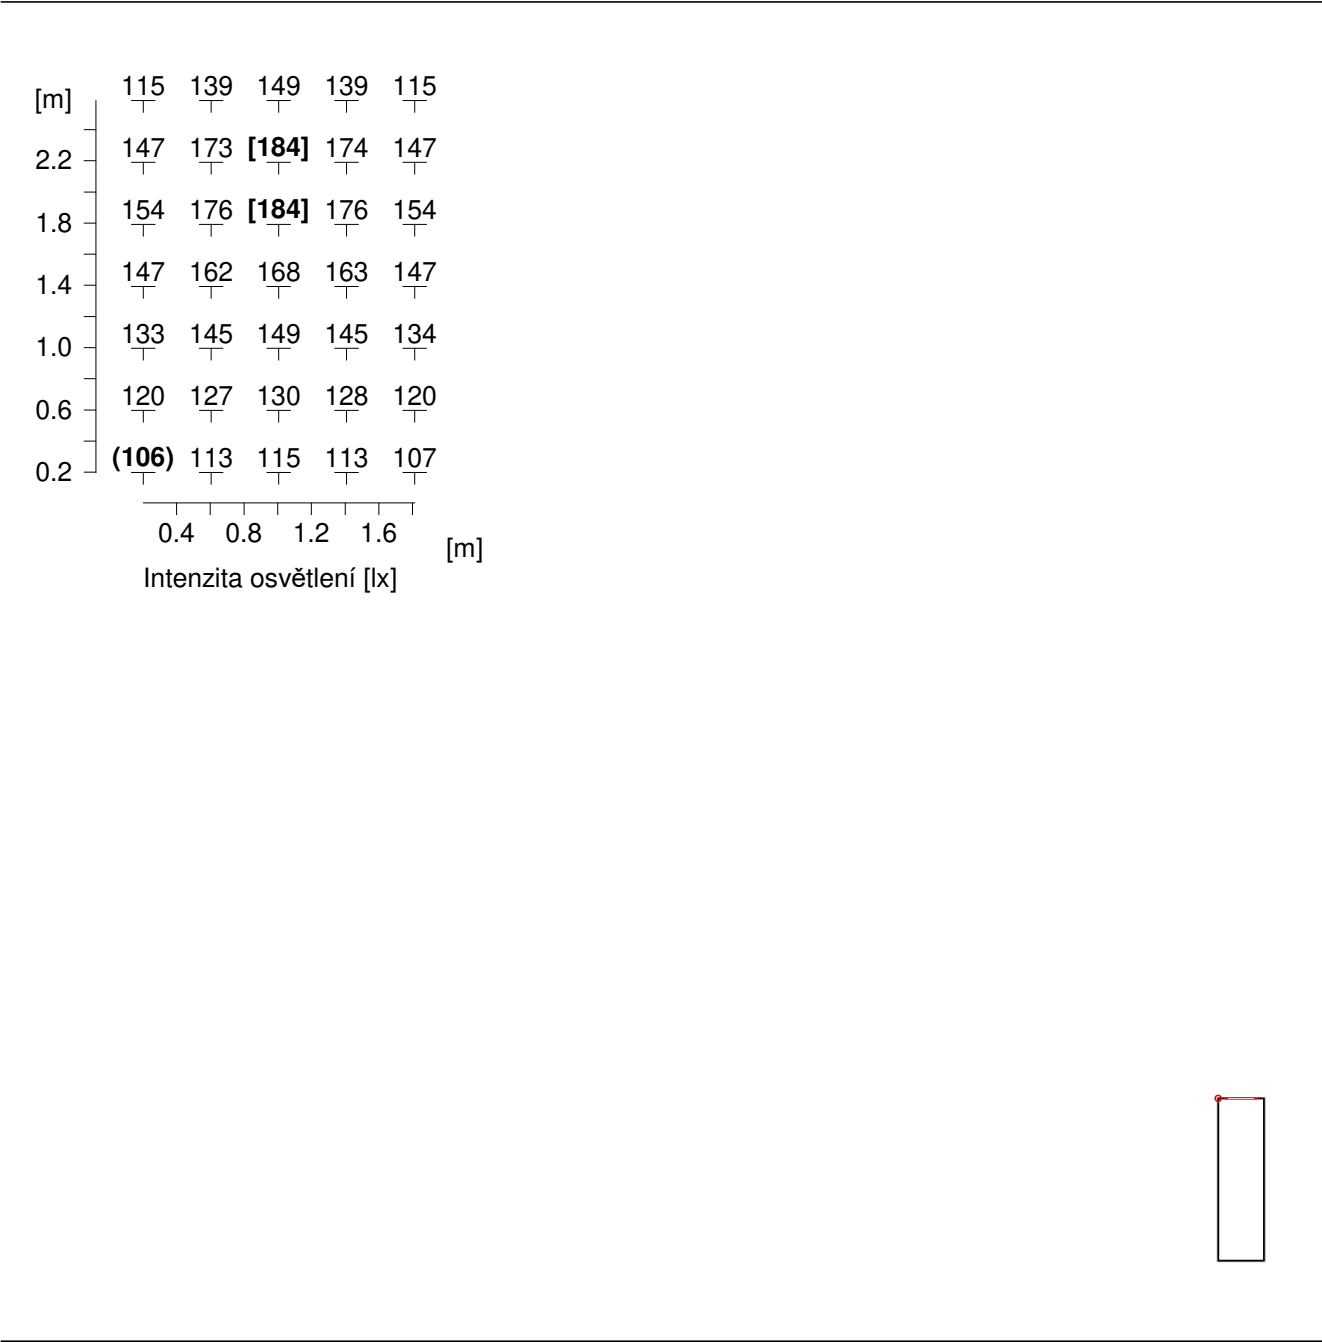 115 139 149 139 115
[m]
147 173 [184] 174 147
2.2
154 176 [184] 176 154
1.8
147 162 168 163 147
1.4
133 145 149 145 134
1.0
120 127 130 128 120
0.6
(106) 113 115 113 107
0.2
0.4 0.8 1.2 1.6
[m]
Intenzita osvětlení [lx]